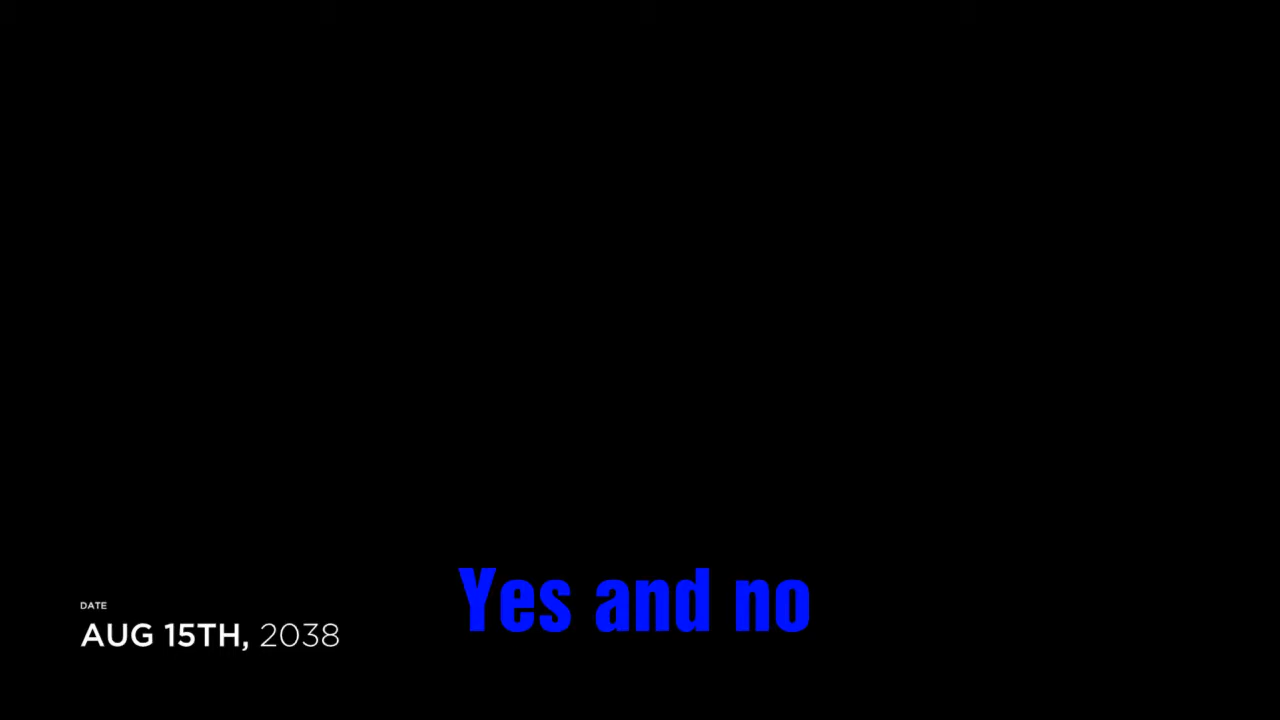 DATE
AUG 15TH, 2038
Yes and no